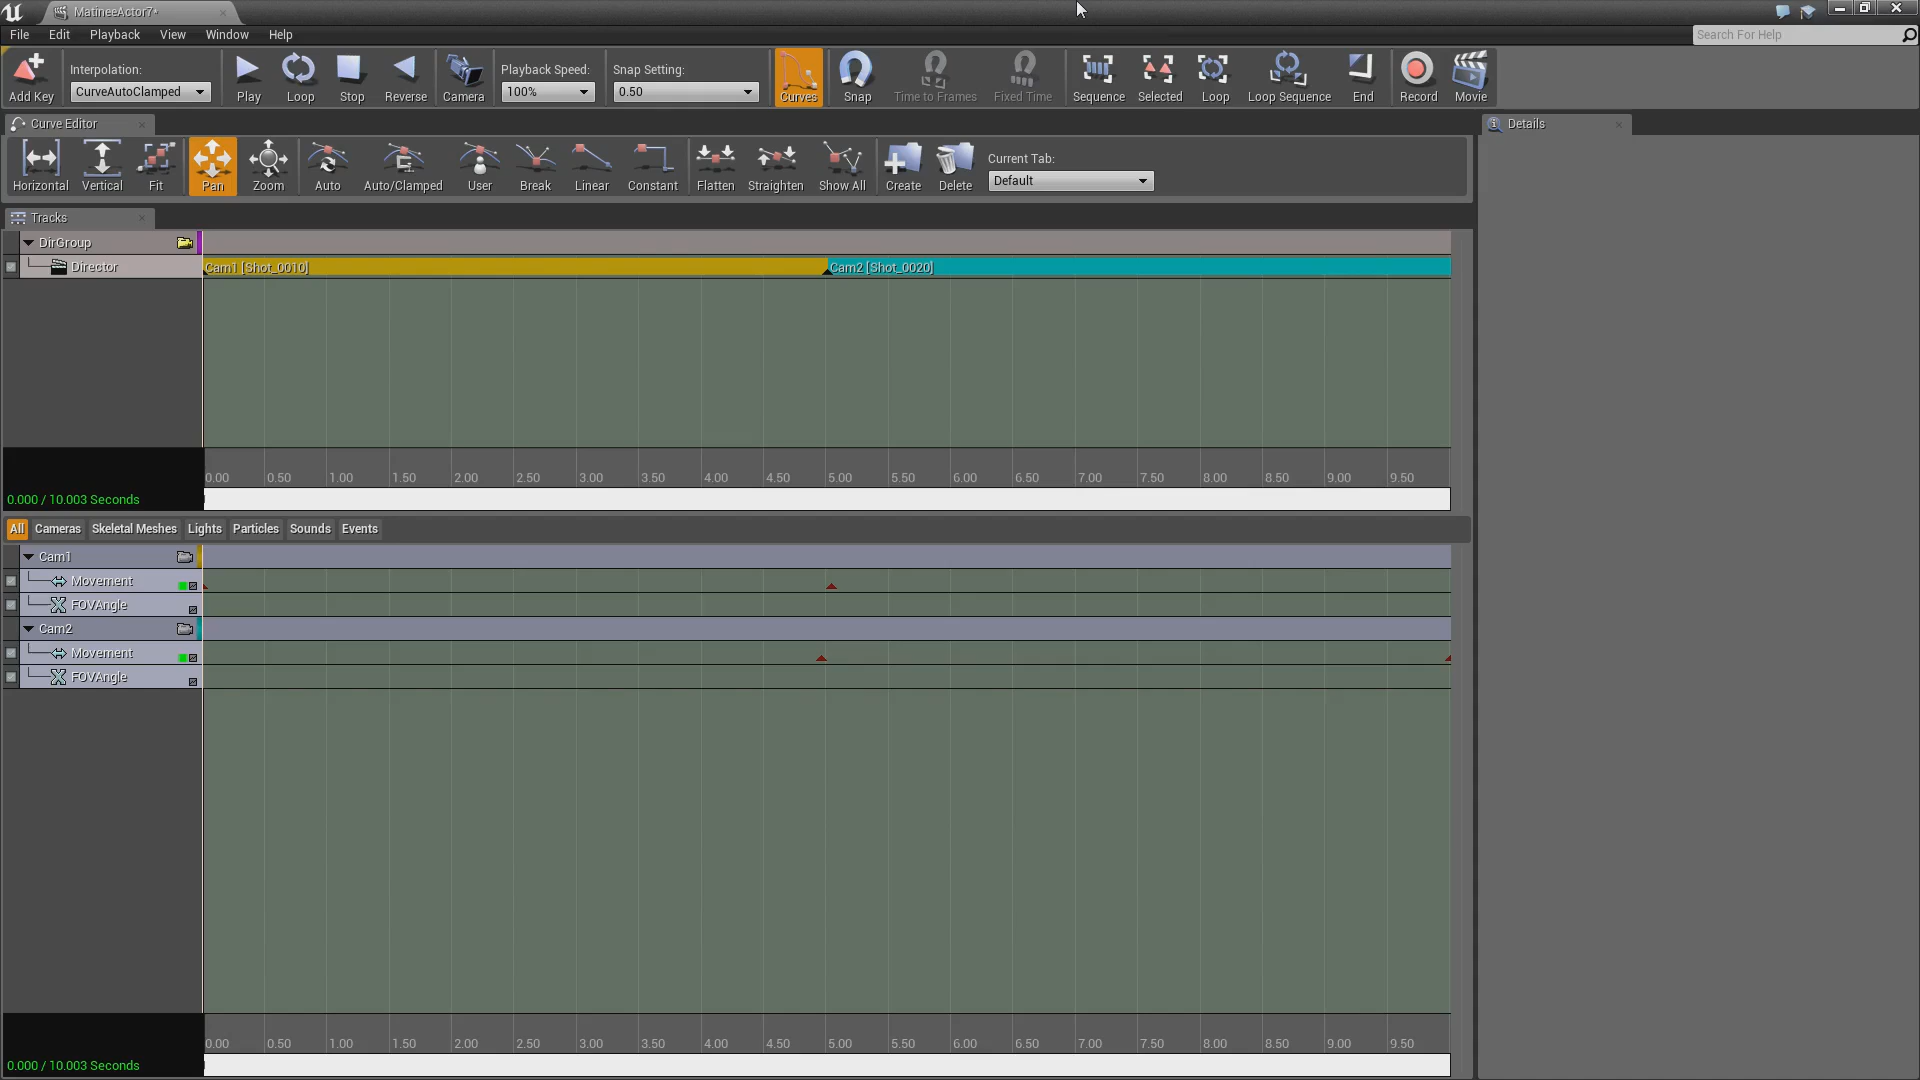 MatineeActor7*
File Edit Playback View Window Help
Search For Help
Add Key
Interpolation:
CurveAutoClamped
Play
Loop
Stop
Reverse
Camera
Playback Speed:
100%
Snap Setting:
0.50
Curves
Snap
Time to Frames
Fixed Time
Sequence
Selected
Loop
Loop Sequence
End
Record
Movie
Curve Editor
Details
Horizontal
Vertical
Fit
Pan
Zoom
Auto
Auto/Clamped
User
Break
Linear
Constant
Flatten
Straighten
Show All
Create
Delete
Current Tab:
Default
Tracks
DirGroup
Director
Cam1 [Shot_0010]
Cam2 [Shot_0020]
0.00 0.50 1.00 1.50 2.00 2.50 3.00 3.50 4.00 4.50 5.00 5.50 6.00 6.50 7.00 7.50 8.00 8.50 9.00 9.50
0.000 / 10.003 Seconds
All Cameras Skeletal Meshes Lights Particles Sounds Events
Cam1
Movement
FOVAngle
Cam2
Movement
FOVAngle
0.00 0.50 1.00 1.50 2.00 2.50 3.00 3.50 4.00 4.50 5.00 5.50 6.00 6.50 7.00 7.50 8.00 8.50 9.00 9.50
0.000 / 10.003 Seconds